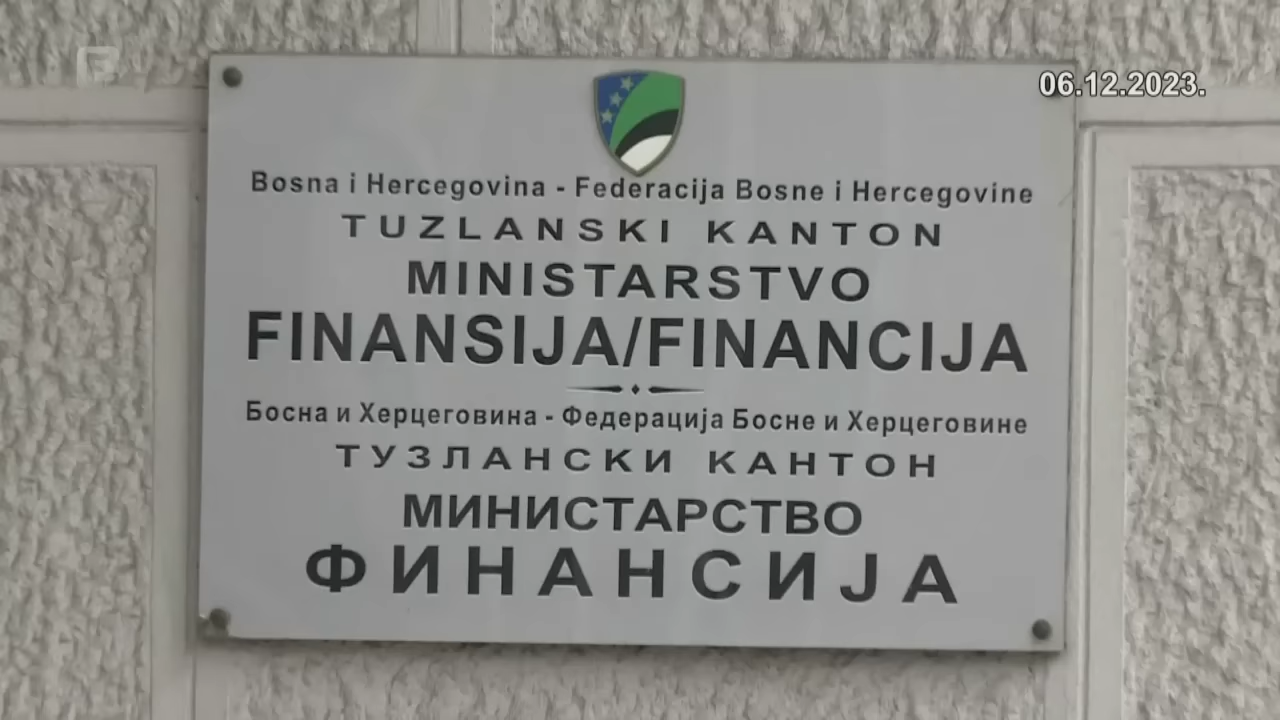 06.12.2023.
Bosna i Hercegovina - Federacija Bosne i Hercegovine
TUZLANSKI KANTON
MINISTARSTVO
FINANSIJA/FINANCIJA
Босна и Херцеговина - Федерација Босне и Херцеговине
ТУЗЛАНСКИ КАНТОН
МИНИСТАРСТВО
ФИНАНСИЈА